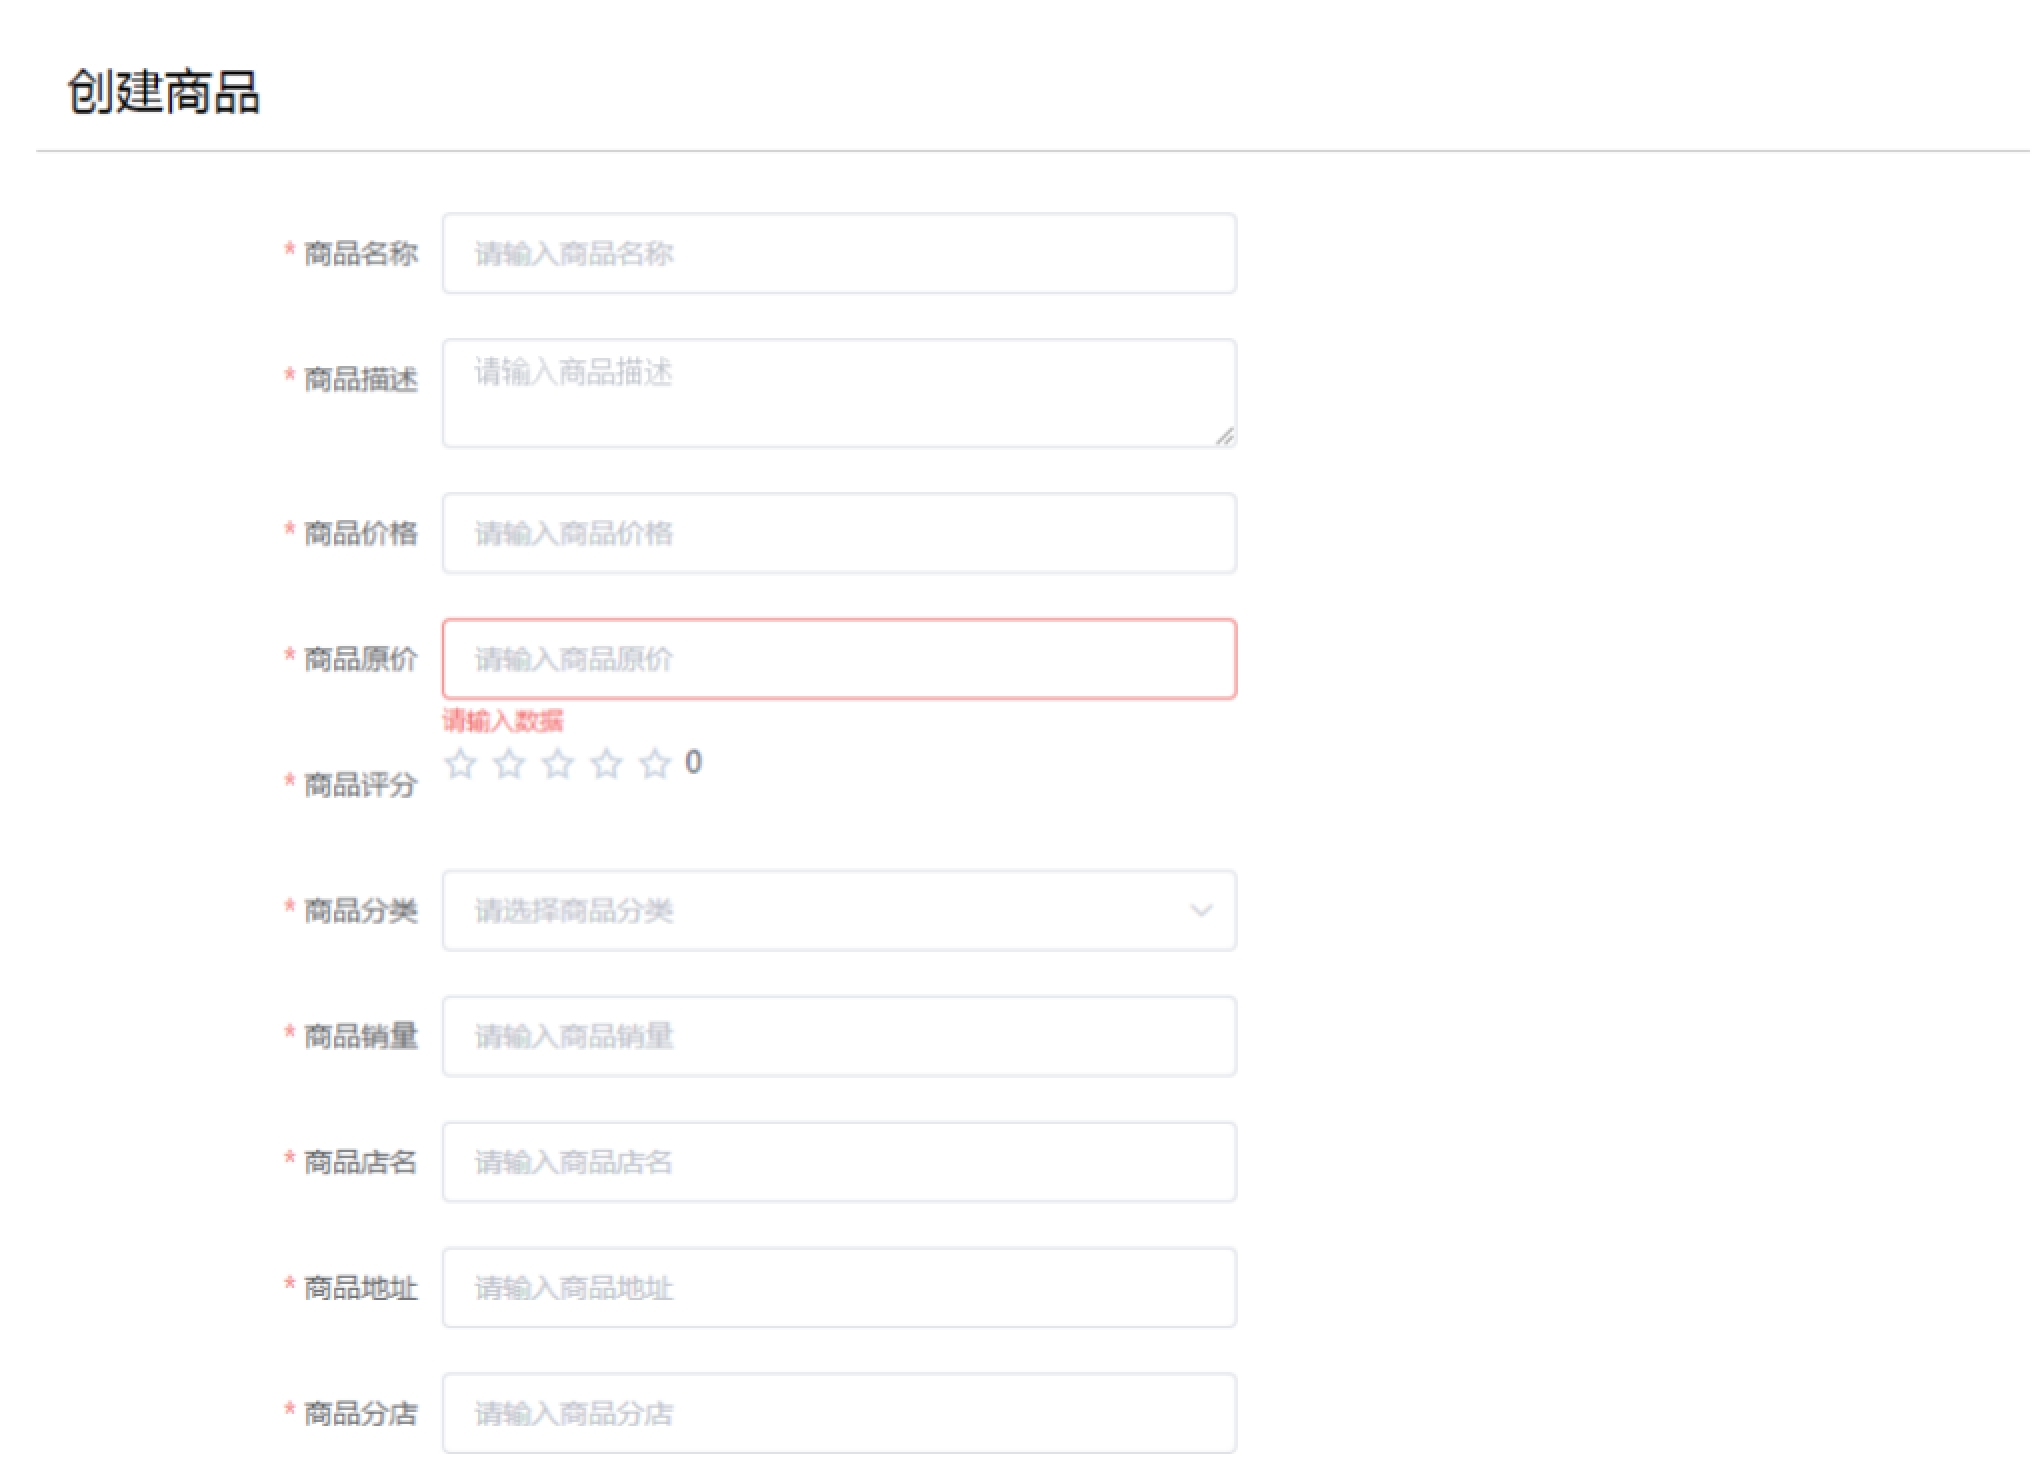 创建商品
* 商品名称 请输入商品名称
* 商品描述 请输入商品描述
* 商品价格 请输入商品价格
* 商品原价 请输入商品原价
请输入数据
* 商品评分 0
* 商品分类 请选择商品分类
* 商品销量 请输入商品销量
* 商品店名 请输入商品店名
* 商品地址 请输入商品地址
* 商品分店 请输入商品分店